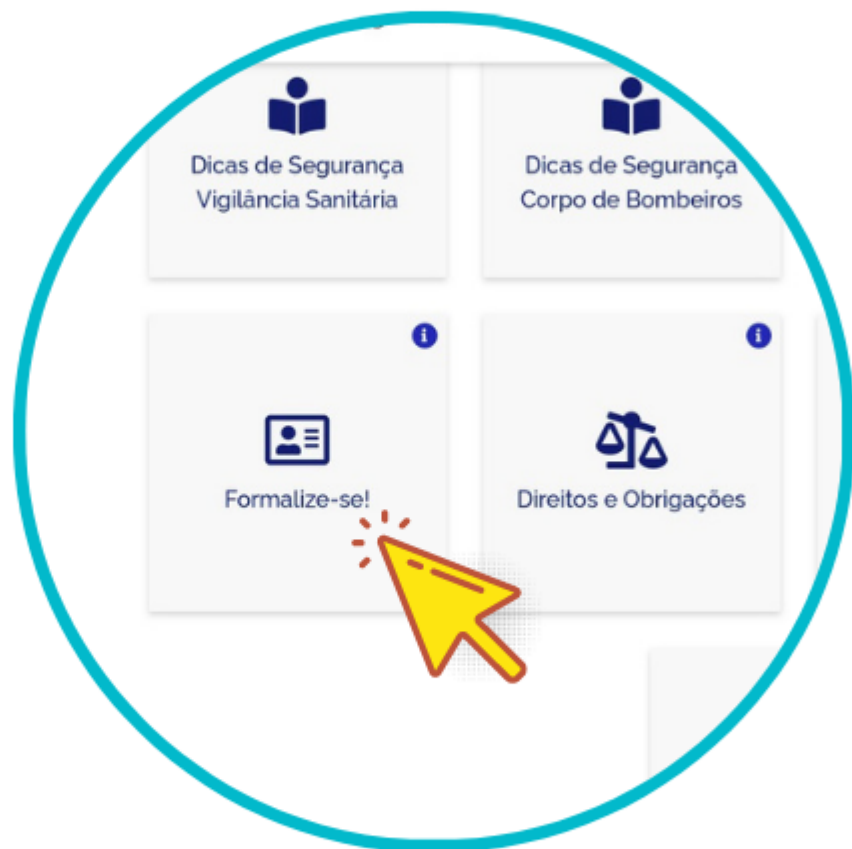 Dicas de Segurança
Vigilância Sanitária
Dicas de Segurança
Corpo de Bombeiros
Formalize-se!
Direitos e Obrigações